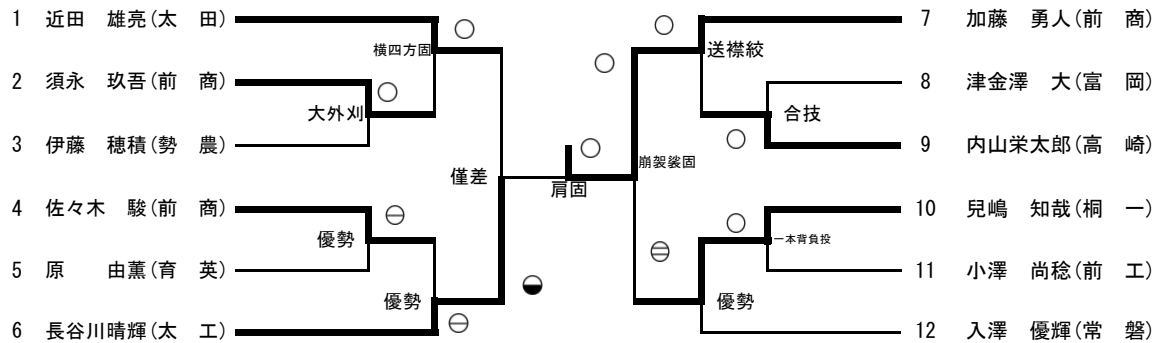 1 近田 雄亮(太 田)
2 須永 玖吾(前 商)
3 伊藤 穂積(勢 農)
4 佐々木 駿(前 商)
5 原 由薫(育 英)
6 長谷川晴輝(太 工)
横四方固
大外刈
優勢
優勢
僅差
肩固
崩袈裟固
送襟絞
合技
一本背負投
優勢
7 加藤 勇人(前 商)
8 津金澤 大(富 岡)
9 内山栄太郎(高 崎)
10 兒嶋 知哉(桐 一)
11 小澤 尚稔(前 工)
12 入澤 優輝(常 磐)